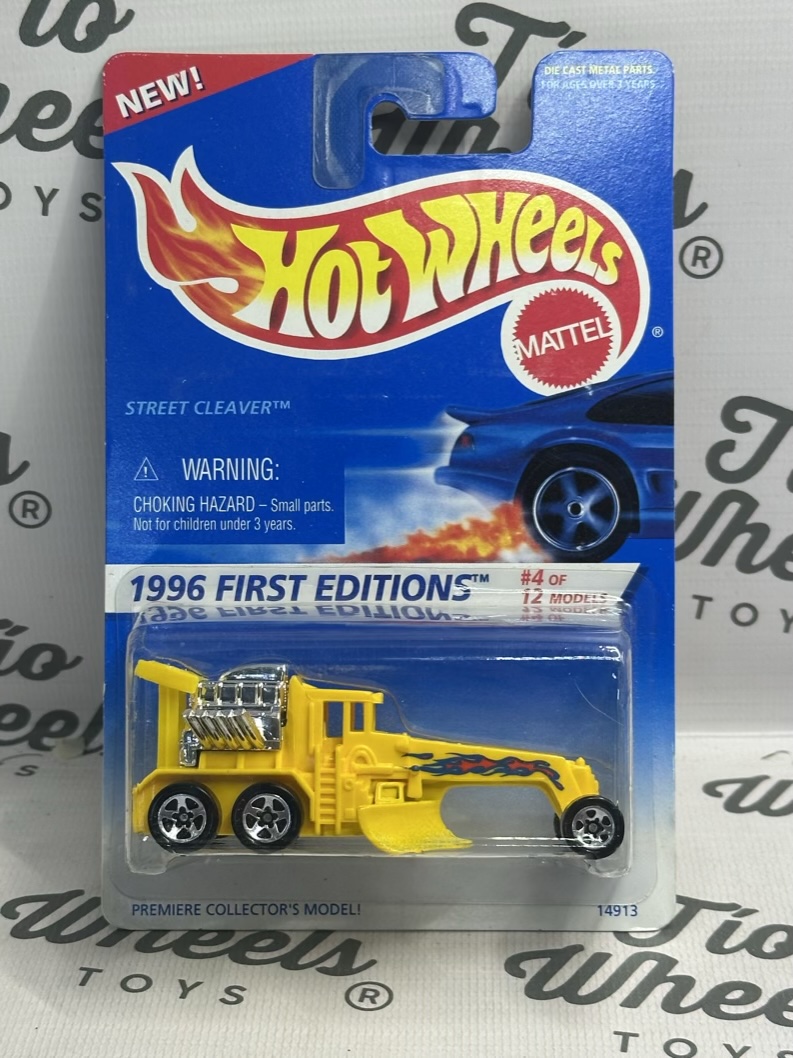 NEW!
DIE CAST METAL PARTS.
FOR AGES OVER 3 YEARS.
HOT WHEELS
MATTEL
®
STREET CLEAVER™
WARNING:
CHOKING HAZARD – Small parts.
Not for children under 3 years.
1996 FIRST EDITIONS™
#4 OF
12 MODELS
PREMIERE COLLECTOR'S MODEL!
14913
Tío
Wheels
TOYS
®